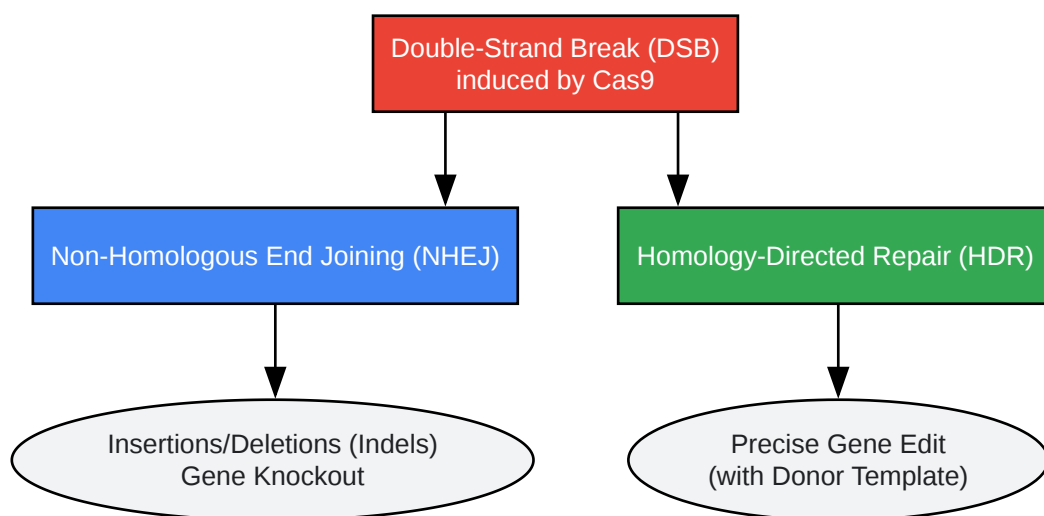 Double-Strand Break (DSB)
induced by Cas9
Non-Homologous End Joining (NHEJ)
Homology-Directed Repair (HDR)
Insertions/Deletions (Indels)
Gene Knockout
Precise Gene Edit
(with Donor Template)